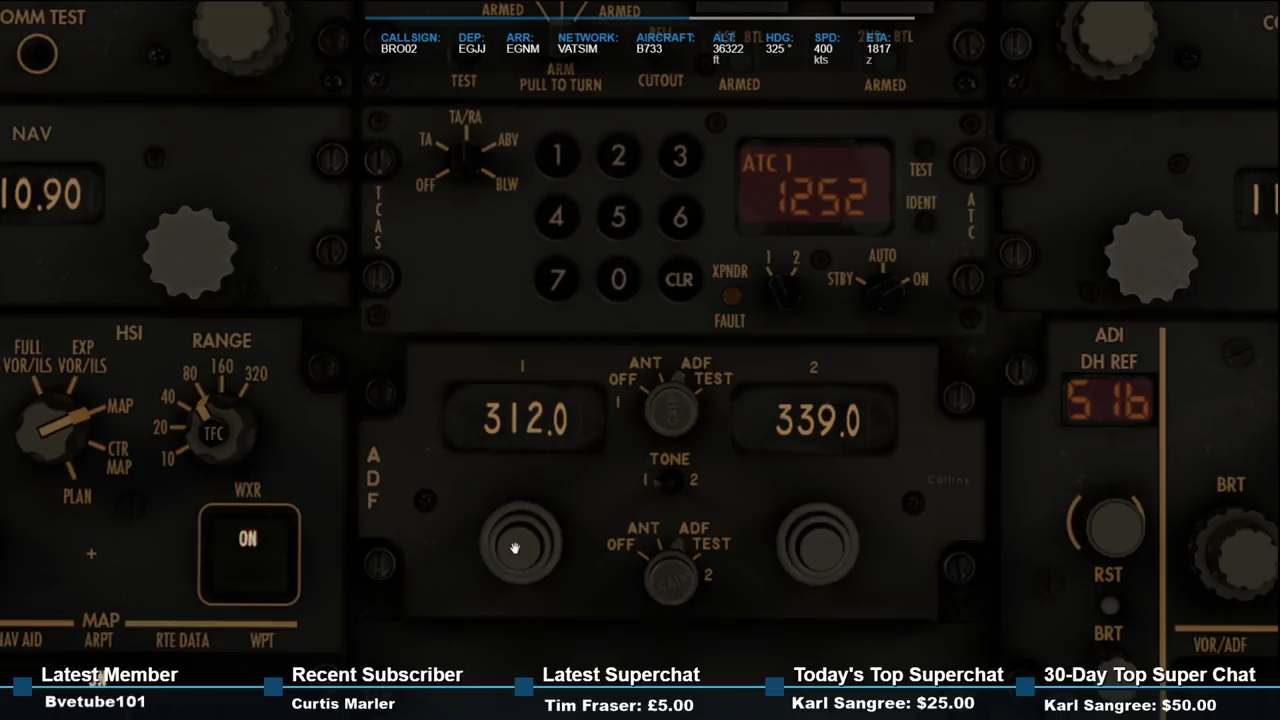 COMM TEST
ARMED
ARMED
CALLSIGN: DEP: ARR: NETWORK: AIRCRAFT: ALT: HDG: SPD: ETA:
BRO02 EGJJ EGNM VATSIM B733 36322 ft 325 ° 400 kts 1817 z
BTL
BTL
TEST
ARM
PULL TO TURN
CUTOUT
ARMED
ARMED
NAV
10.90
TA/RA
TA
ABV
OFF
BLW
TCAS
1 2 3
4 5 6
7 0 CLR
ATC 1
1252
TEST
IDENT
ATC
XPNDR
FAULT
1 2
AUTO
STBY
ON
HSI
FULL
VOR/ILS
EXP
VOR/ILS
MAP
CTR
MAP
PLAN
RANGE
10
20
40
80
160
320
TFC
WXR
ON
MAP
NAV AID ARPT RTE DATA WPT
ADF
1
312.0
ANT ADF
OFF TEST
1
GAIN
2
339.0
TONE
1 2
Collins
ANT ADF
OFF TEST
2
GAIN
ADI
DH REF
516
RST
BRT
BRT
VOR/ADF
Latest Member Recent Subscriber Latest Superchat Today's Top Superchat 30-Day Top Super Chat
Bvetube101 Curtis Marler Tim Fraser: £5.00 Karl Sangree: $25.00 Karl Sangree: $50.00